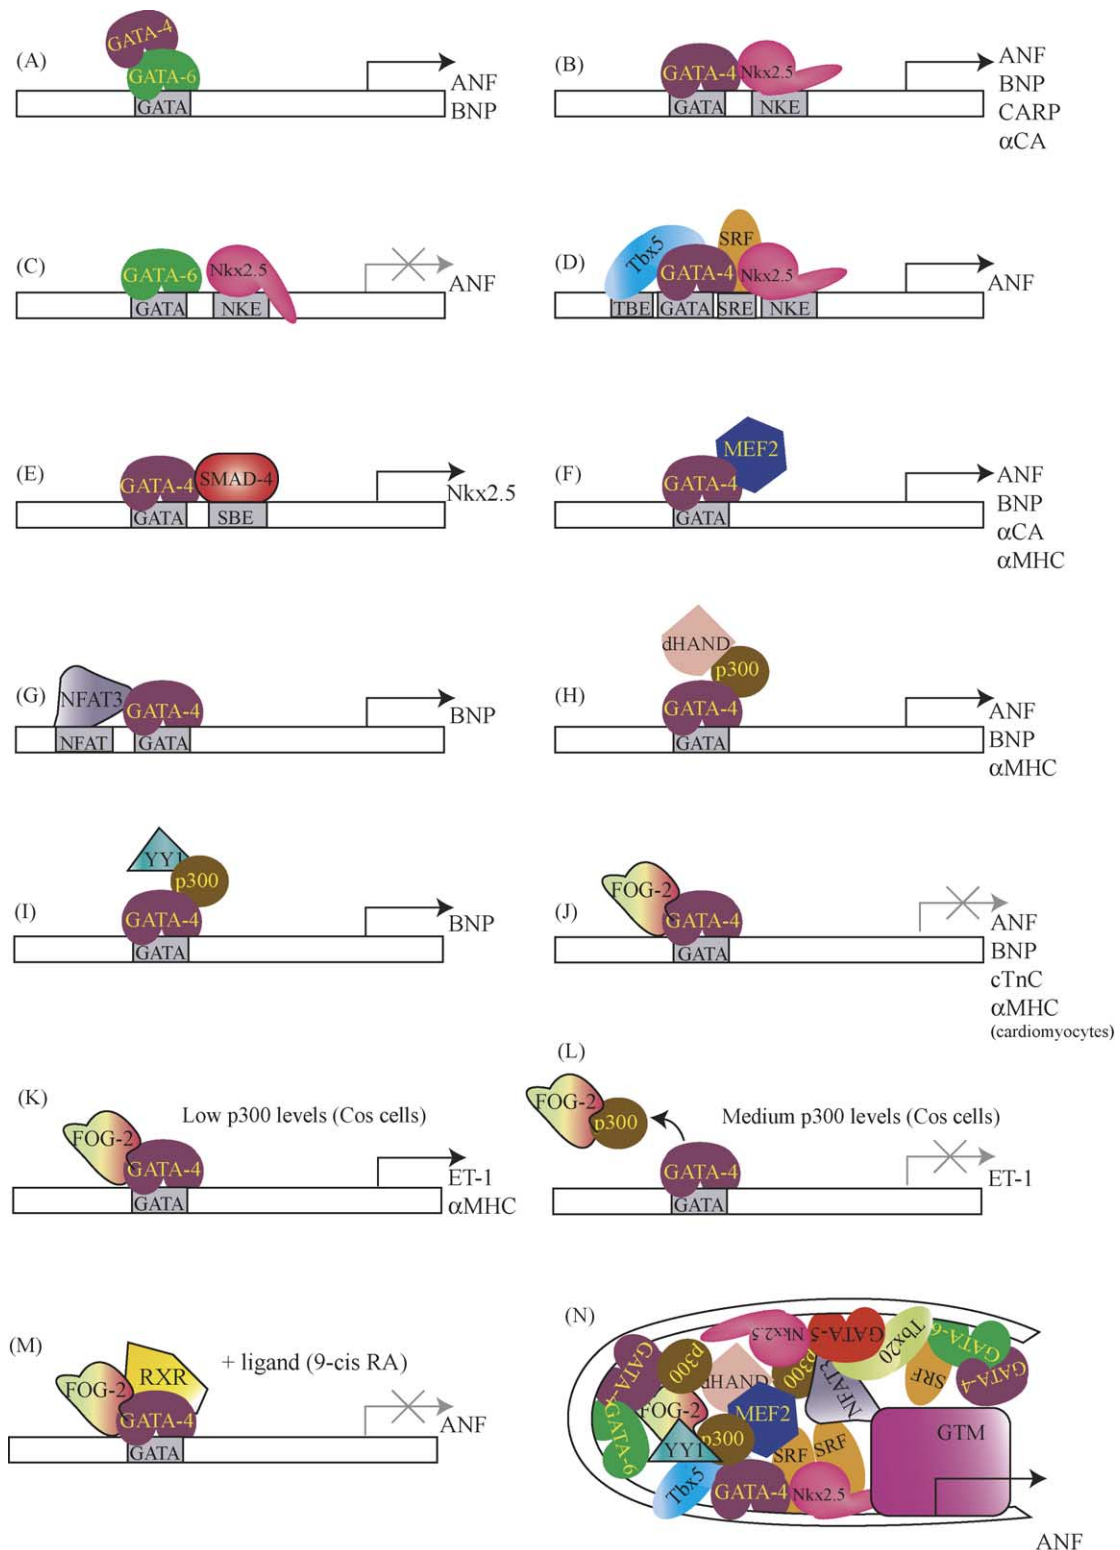 (A)
GATA-4
GATA-6
GATA
ANF
BNP
(B)
GATA-4
Nkx2.5
GATA
NKE
ANF
BNP
CARP
αCA
(C)
GATA-6
Nkx2.5
GATA
NKE
ANF
(D)
Tbx5
GATA-4
SRF
Nkx2.5
TBE
GATA
SRE
NKE
ANF
(E)
GATA-4
SMAD-4
GATA
SBE
Nkx2.5
(F)
MEF2
GATA-4
GATA
ANF
BNP
αCA
αMHC
(G)
NFAT3
GATA-4
NFAT
GATA
BNP
(H)
dHAND
p300
GATA-4
GATA
ANF
BNP
αMHC
(I)
YY1
p300
GATA-4
GATA
BNP
(J)
FOG-2
GATA-4
GATA
ANF
BNP
cTnC
αMHC
(cardiomyocytes)
(K)
Low p300 levels (Cos cells)
FOG-2
GATA-4
GATA
ET-1
αMHC
(L)
FOG-2
p300
Medium p300 levels (Cos cells)
GATA-4
GATA
ET-1
(M)
+ ligand (9-cis RA)
RXR
FOG-2
GATA-4
GATA
ANF
(N)
Nkx2.5
GATA-5
Tbx20
GATA-6
GATA-4
SRF
p300
GATA-4
dHAND
p300
NFAT3
GATA-6
FOG-2
MEF2
YY1
p300
SRF
SRF
Tbx5
GATA-4
Nkx2.5
GTM
ANF